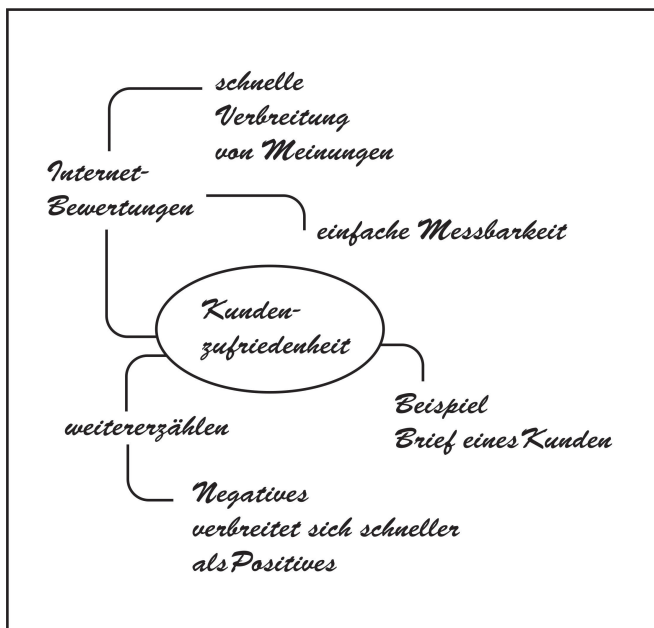 schnelle
Verbreitung
von Meinungen
Internet-
Bewertungen
einfache Messbarkeit
Kunden-
zufriedenheit
Beispiel
Brief eines Kunden
weitererzählen
Negatives
verbreitet sich schneller
als Positives